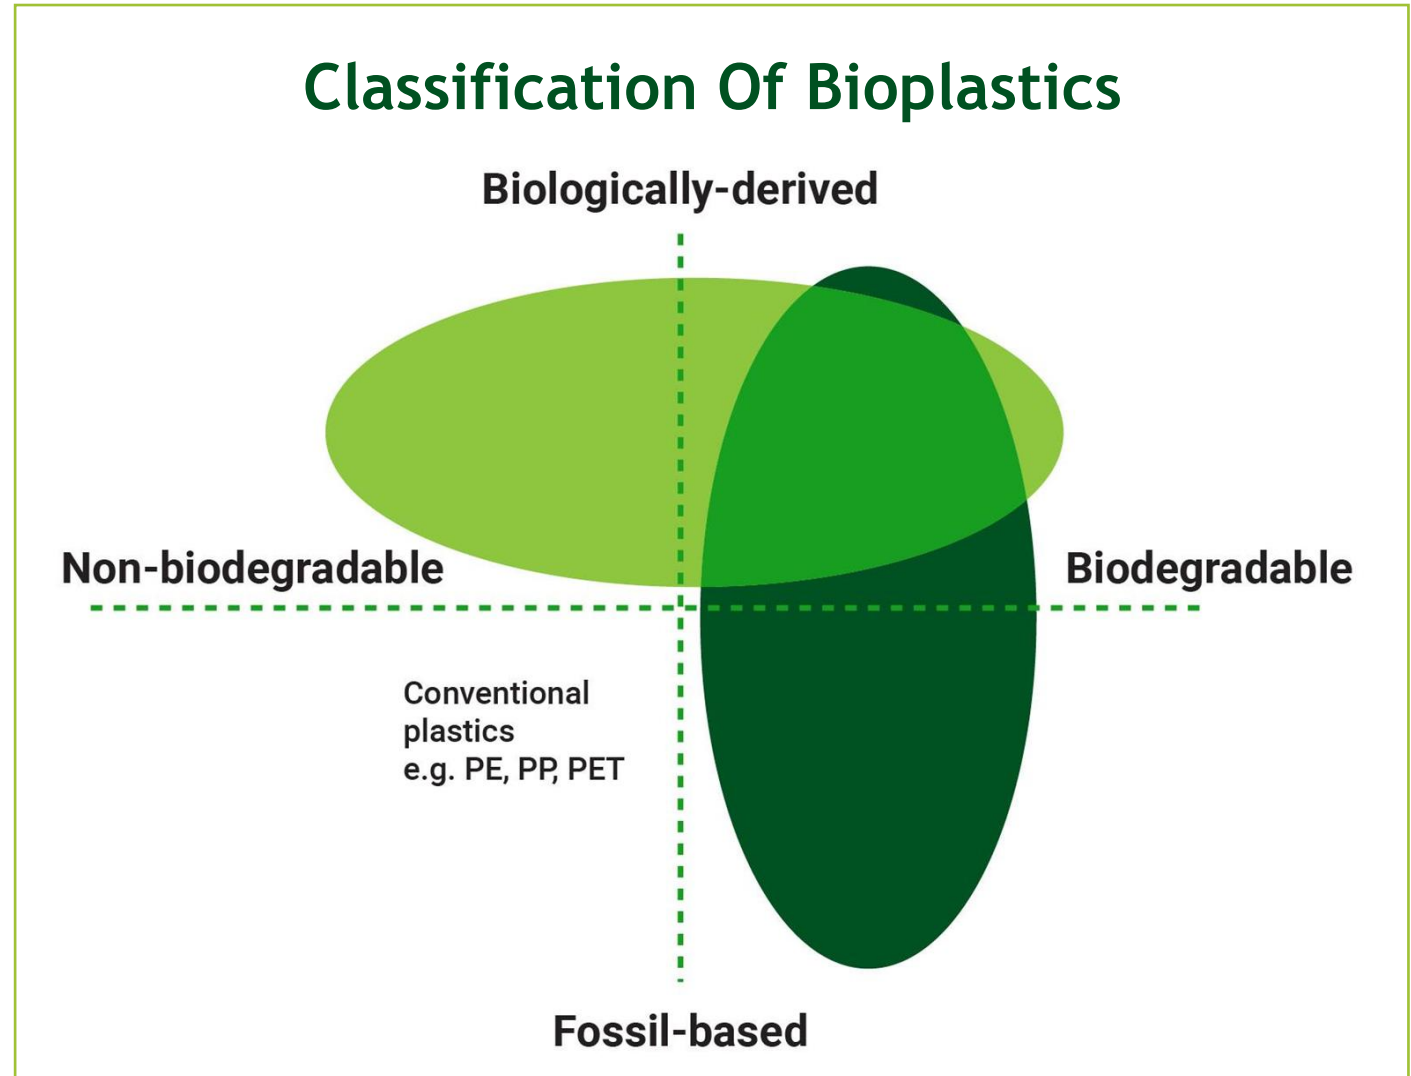 Classification Of Bioplastics
Biologically-derived
Non-biodegradable
Biodegradable
Conventional
plastics
e.g. PE, PP, PET
Fossil-based